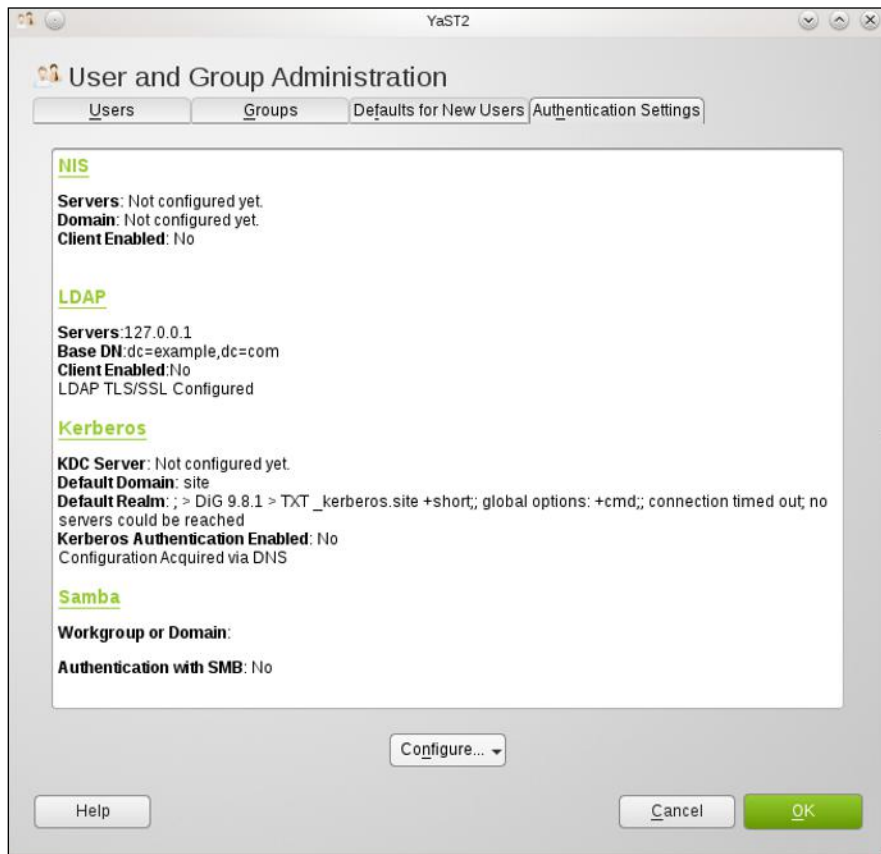 YaST2
User and Group Administration
Users
Groups
Defaults for New Users
Authentication Settings
NIS
Servers: Not configured yet.
Domain: Not configured yet.
Client Enabled: No
LDAP
Servers:127.0.0.1
Base DN:dc=example,dc=com
Client Enabled:No
LDAP TLS/SSL Configured
Kerberos
KDC Server: Not configured yet.
Default Domain: site
Default Realm: ; > DiG 9.8.1 > TXT _kerberos.site +short;; global options: +cmd;; connection timed out; no
servers could be reached
Kerberos Authentication Enabled: No
Configuration Acquired via DNS
Samba
Workgroup or Domain:
Authentication with SMB: No
Configure...
Help
Cancel
OK